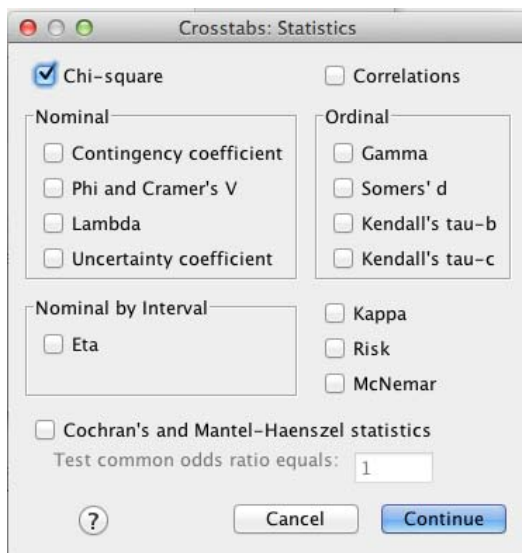 Crosstabs: Statistics
Chi-square
Correlations
Nominal
Contingency coefficient
Phi and Cramer's V
Lambda
Uncertainty coefficient
Ordinal
Gamma
Somers' d
Kendall's tau-b
Kendall's tau-c
Nominal by Interval
Eta
Kappa
Risk
McNemar
Cochran's and Mantel-Haenszel statistics
Test common odds ratio equals: 1
?
Cancel
Continue